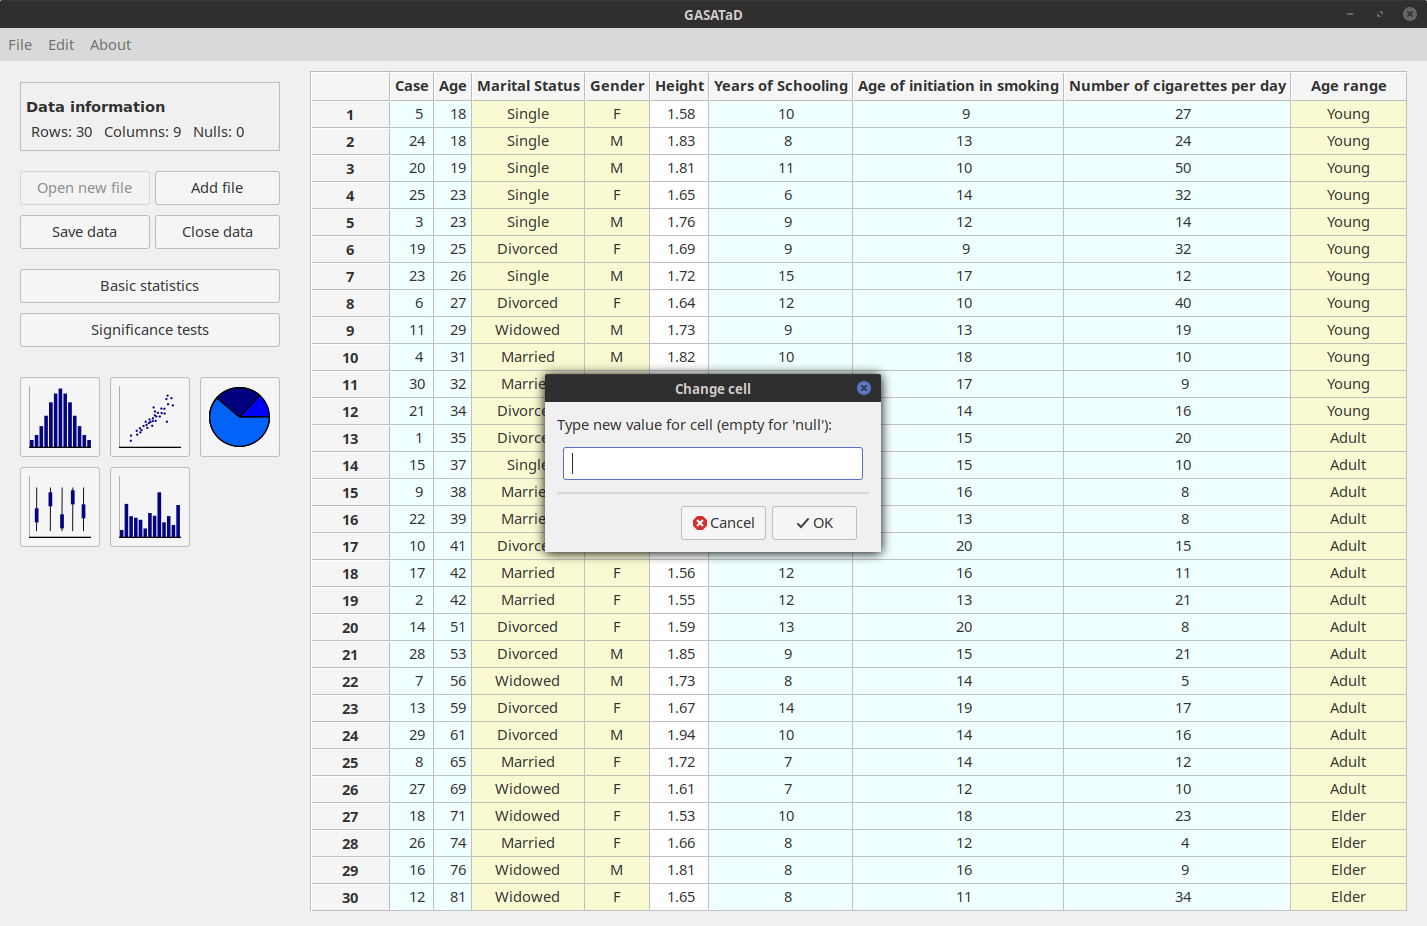 GASATaD
File Edit About
Data information
Rows: 30 Columns: 9 Nulls: 0
Open new file Add file
Save data Close data
Basic statistics
Significance tests
Case Age Marital Status Gender Height Years of Schooling Age of initiation in smoking Number of cigarettes per day Age range
1 5 18 Single F 1.58 10 9 27 Young
2 24 18 Single M 1.83 8 13 24 Young
3 20 19 Single M 1.81 11 10 50 Young
4 25 23 Single F 1.65 6 14 32 Young
5 3 23 Single M 1.76 9 12 14 Young
6 19 25 Divorced F 1.69 9 9 32 Young
7 23 26 Single M 1.72 15 17 12 Young
8 6 27 Divorced F 1.64 12 10 40 Young
9 11 29 Widowed M 1.73 9 13 19 Young
10 4 31 Married M 1.82 10 18 10 Young
11 30 32 Marrie 17 9 Young
12 21 34 Divorc 14 16 Young
13 1 35 Divorc 15 20 Adult
14 15 37 Single 15 10 Adult
15 9 38 Marrie 16 8 Adult
16 22 39 Marrie 13 8 Adult
17 10 41 Divorc 20 15 Adult
18 17 42 Married F 1.56 12 16 11 Adult
19 2 42 Married F 1.55 12 13 21 Adult
20 14 51 Divorced F 1.59 13 20 8 Adult
21 28 53 Divorced M 1.85 9 15 21 Adult
22 7 56 Widowed M 1.73 8 14 5 Adult
23 13 59 Divorced F 1.67 14 19 17 Adult
24 29 61 Divorced M 1.94 10 14 16 Adult
25 8 65 Married F 1.72 7 14 12 Adult
26 27 69 Widowed F 1.61 7 12 10 Adult
27 18 71 Widowed F 1.53 10 18 23 Elder
28 26 74 Married F 1.66 8 12 4 Elder
29 16 76 Widowed M 1.81 8 16 9 Elder
30 12 81 Widowed F 1.65 8 11 34 Elder
Change cell
Type new value for cell (empty for 'null'):
Cancel OK